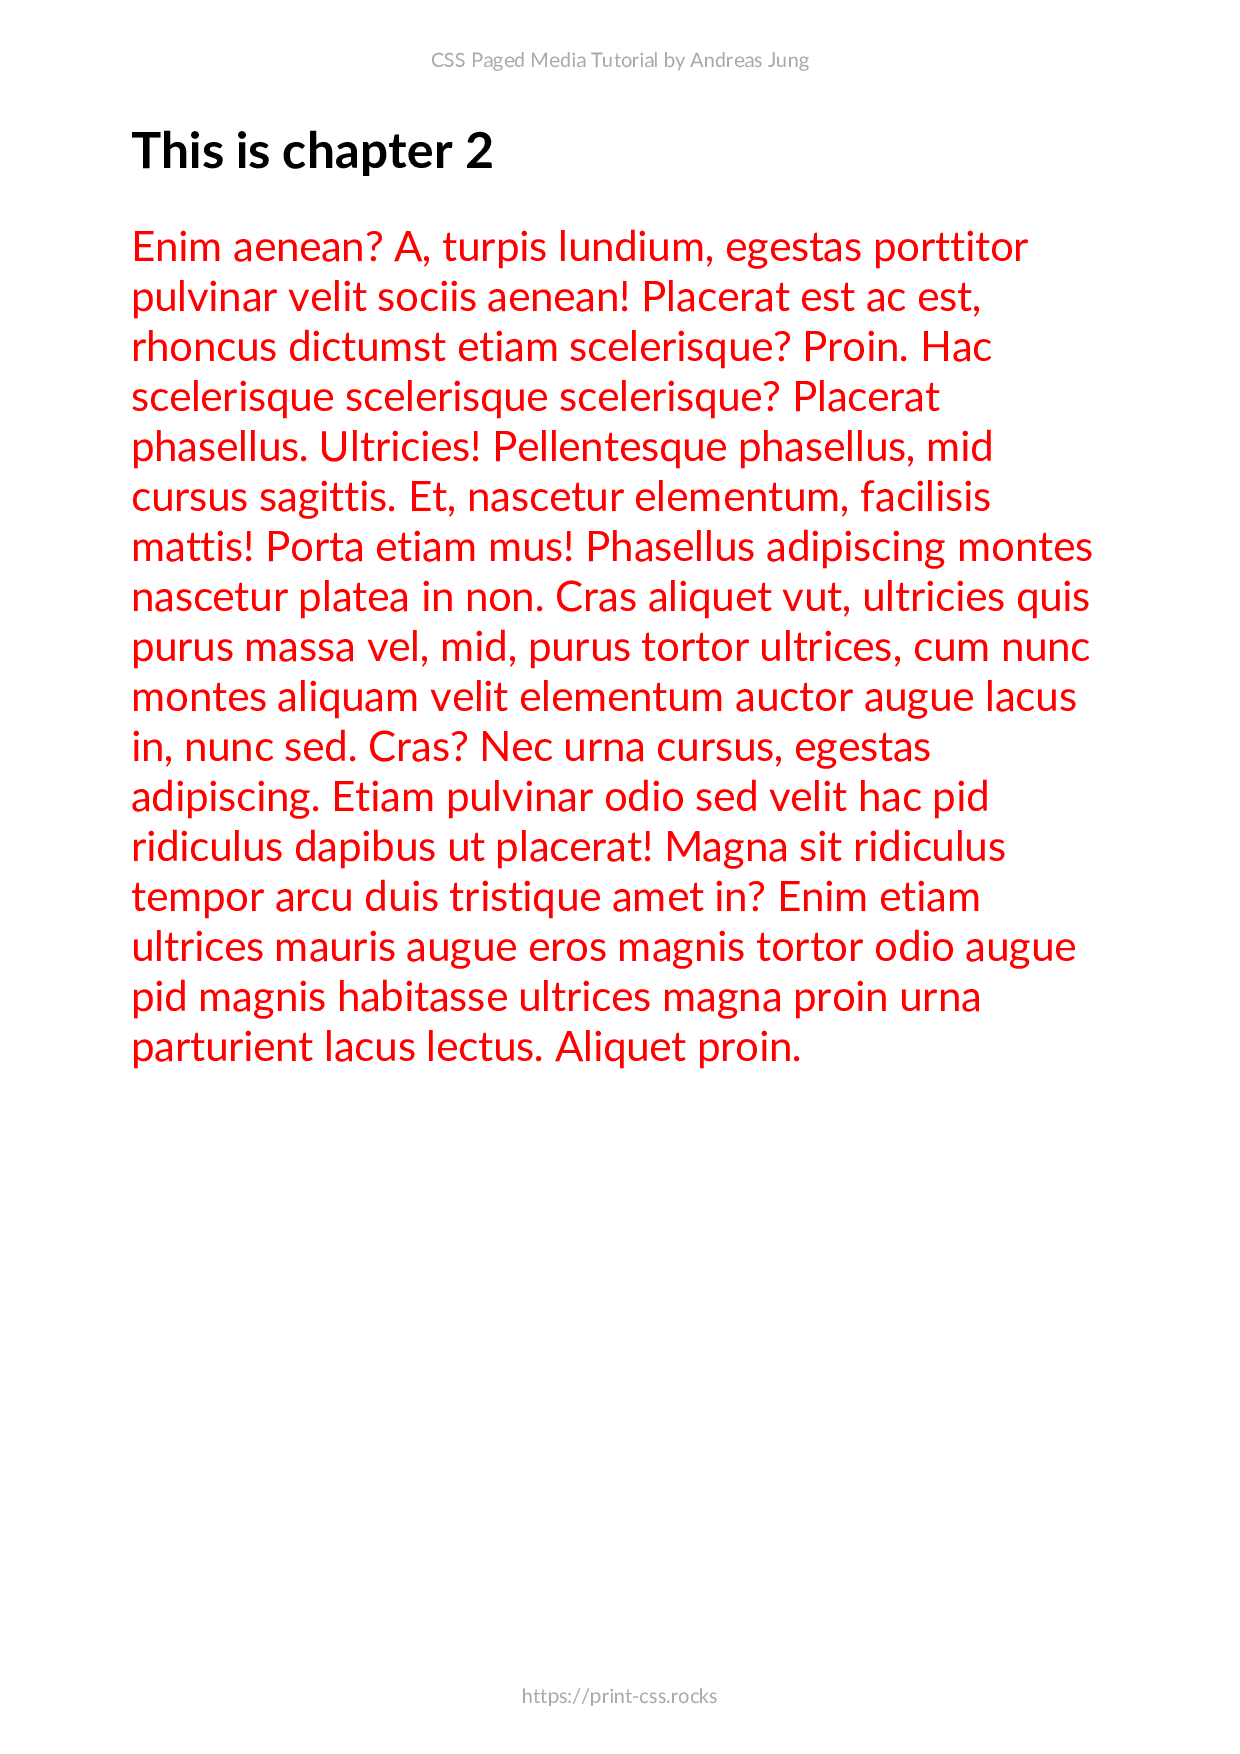 CSS Paged Media Tutorial by Andreas Jung
This is chapter 2
Enim aenean? A, turpis lundium, egestas porttitor
pulvinar velit sociis aenean! Placerat est ac est,
rhoncus dictumst etiam scelerisque? Proin. Hac
scelerisque scelerisque scelerisque? Placerat
phasellus. Ultricies! Pellentesque phasellus, mid
cursus sagittis. Et, nascetur elementum, facilisis
mattis! Porta etiam mus! Phasellus adipiscing montes
nascetur platea in non. Cras aliquet vut, ultricies quis
purus massa vel, mid, purus tortor ultrices, cum nunc
montes aliquam velit elementum auctor augue lacus
in, nunc sed. Cras? Nec urna cursus, egestas
adipiscing. Etiam pulvinar odio sed velit hac pid
ridiculus dapibus ut placerat! Magna sit ridiculus
tempor arcu duis tristique amet in? Enim etiam
ultrices mauris augue eros magnis tortor odio augue
pid magnis habitasse ultrices magna proin urna
parturient lacus lectus. Aliquet proin.
https://print-css.rocks